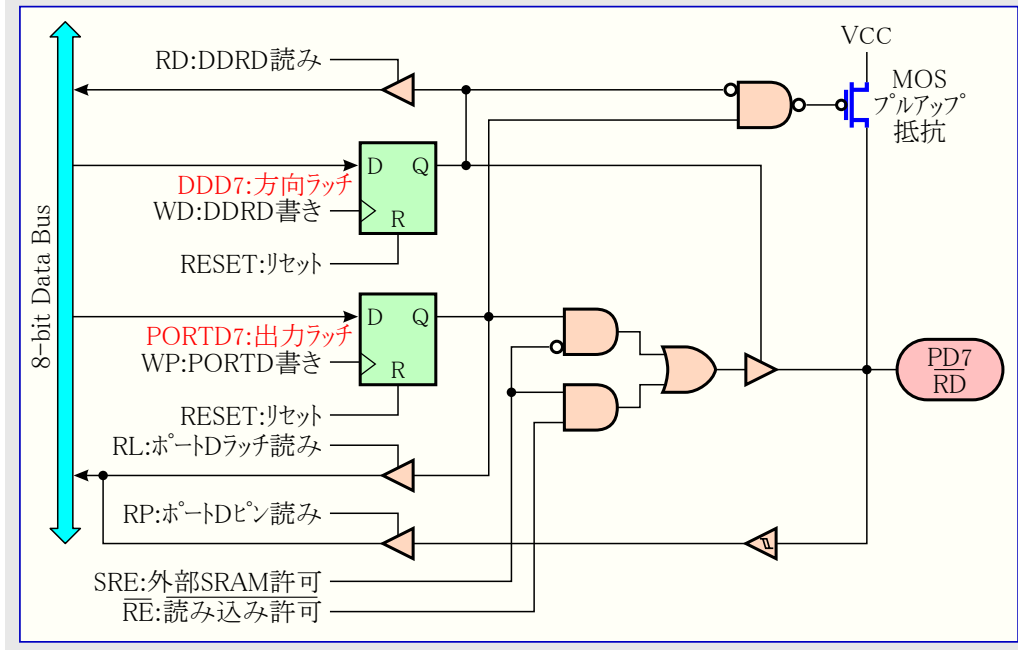 VCC
RD:DDRD読み
MOS
プルアップ
抵抗
D Q
DDD7:方向ラッチ
WD:DDRD書き
R
RESET:リセット
8-bit Data Bus
D Q
PORTD7:出力ラッチ
WP:PORTD書き
R
PD7
RD
RESET:リセット
RL:ポートDラッチ読み
RP:ポートDピン読み
SRE:外部SRAM許可
RE:読み込み許可